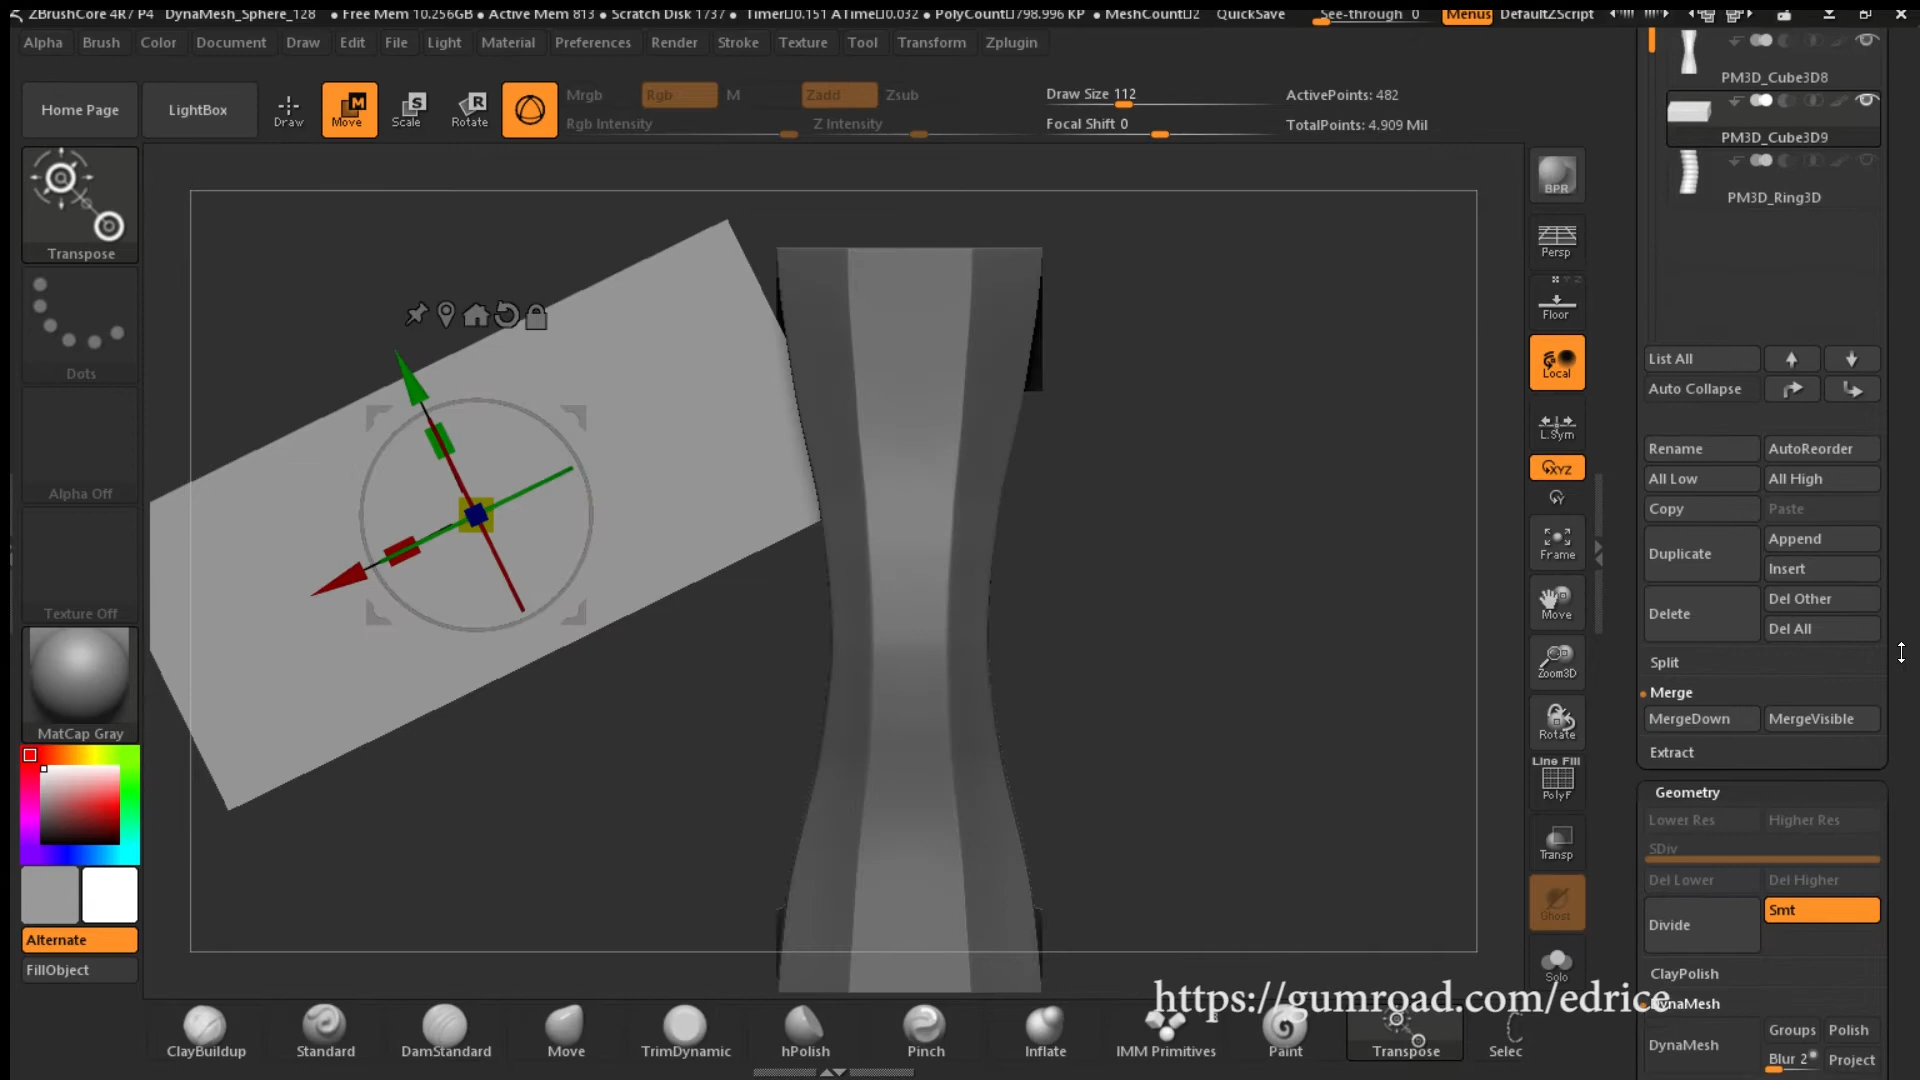 ZBrushCore 4R7 P4 DynaMesh_Sphere_128 • Free Mem 10.256GB • Active Mem 813 • Scratch Disk 1737 • Timer▯0.151 ATime▯0.032 • PolyCount▯798.996 KP • MeshCount▯2 QuickSave See-through 0 Menus DefaultZScript
Alpha Brush Color Document Draw Edit File Light Material Preferences Render Stroke Texture Tool Transform Zplugin
Home Page LightBox Draw Move Scale Rotate
M S R
Mrgb Rgb M Zadd Zsub
Rgb Intensity Z Intensity
Draw Size 112 ActivePoints: 482
Focal Shift 0 TotalPoints: 4.909 Mil
Transpose
Dots
Alpha Off
Texture Off
MatCap Gray
Alternate
FillObject
BPR
Persp
Floor
Local
L.Sym
XYZ
Y
Frame
Move
Zoom3D
Rotate
Line Fill
PolyF
Transp
Ghost
Solo
PM3D_Cube3D8
PM3D_Cube3D9
PM3D_Ring3D
List All
Auto Collapse
Rename AutoReorder
All Low All High
Copy Paste
Duplicate Append
Insert
Delete Del Other
Del All
Split
Merge
MergeDown MergeVisible
Extract
Geometry
Lower Res Higher Res
SDiv
Del Lower Del Higher
Divide Smt
ClayPolish
DynaMesh
DynaMesh Groups Polish
Blur 2 Project
https://gumroad.com/edrice
ClayBuildup Standard DamStandard Move TrimDynamic hPolish Pinch Inflate IMM Primitives Paint Transpose Selec